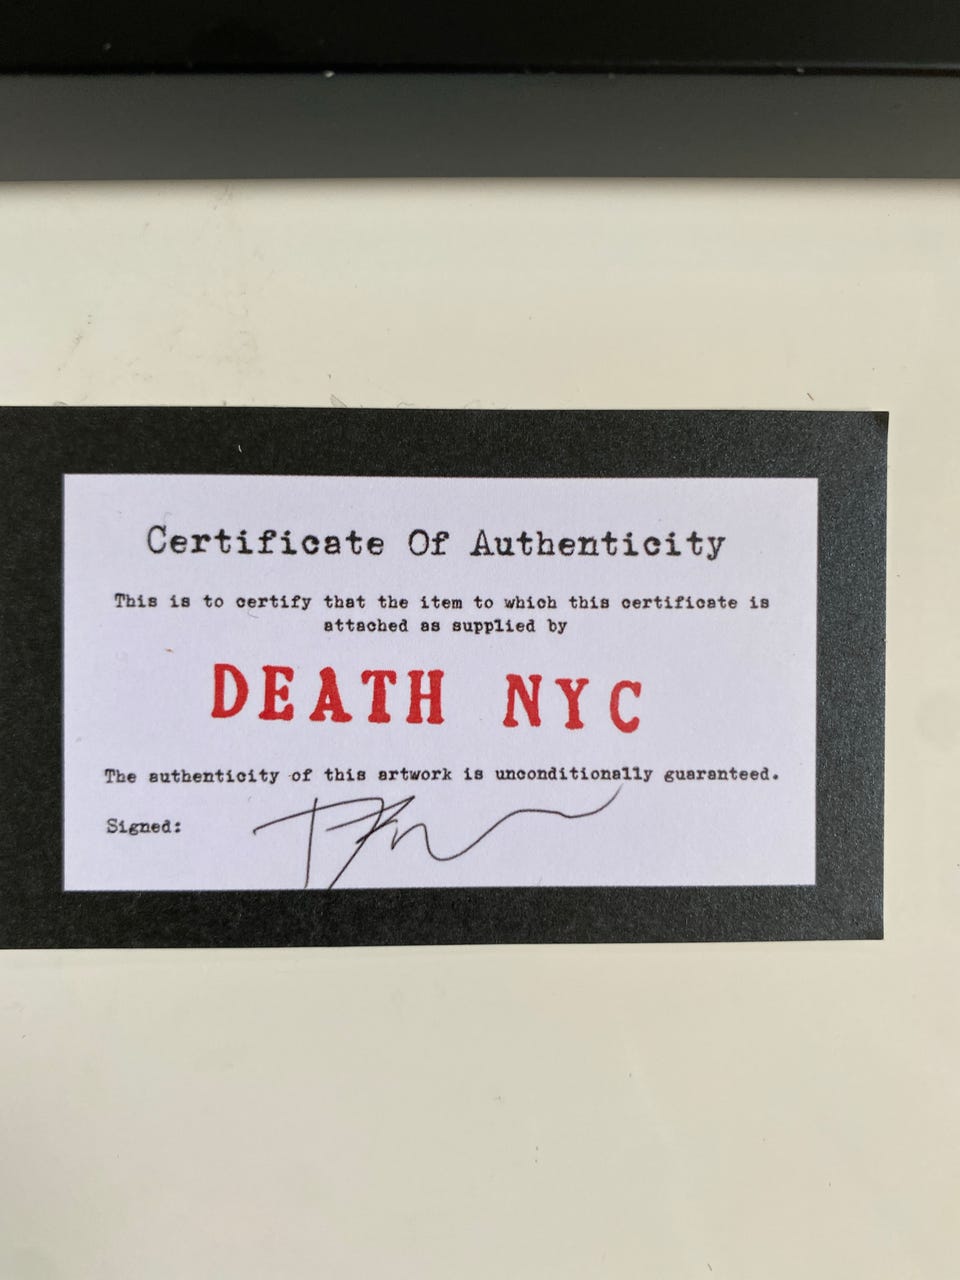 Certificate Of Authenticity
This is to certify that the item to which this certificate is
attached as supplied by
DEATH NYC
The authenticity of this artwork is unconditionally guaranteed.
Signed: